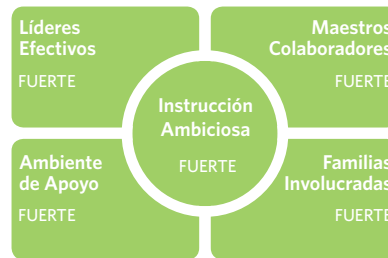 Líderes
Efectivos
FUERTE
Maestros
Colaboradores
FUERTE
Instrucción
Ambiciosa
FUERTE
Ambiente
de Apoyo
FUERTE
Familias
Involucradas
FUERTE